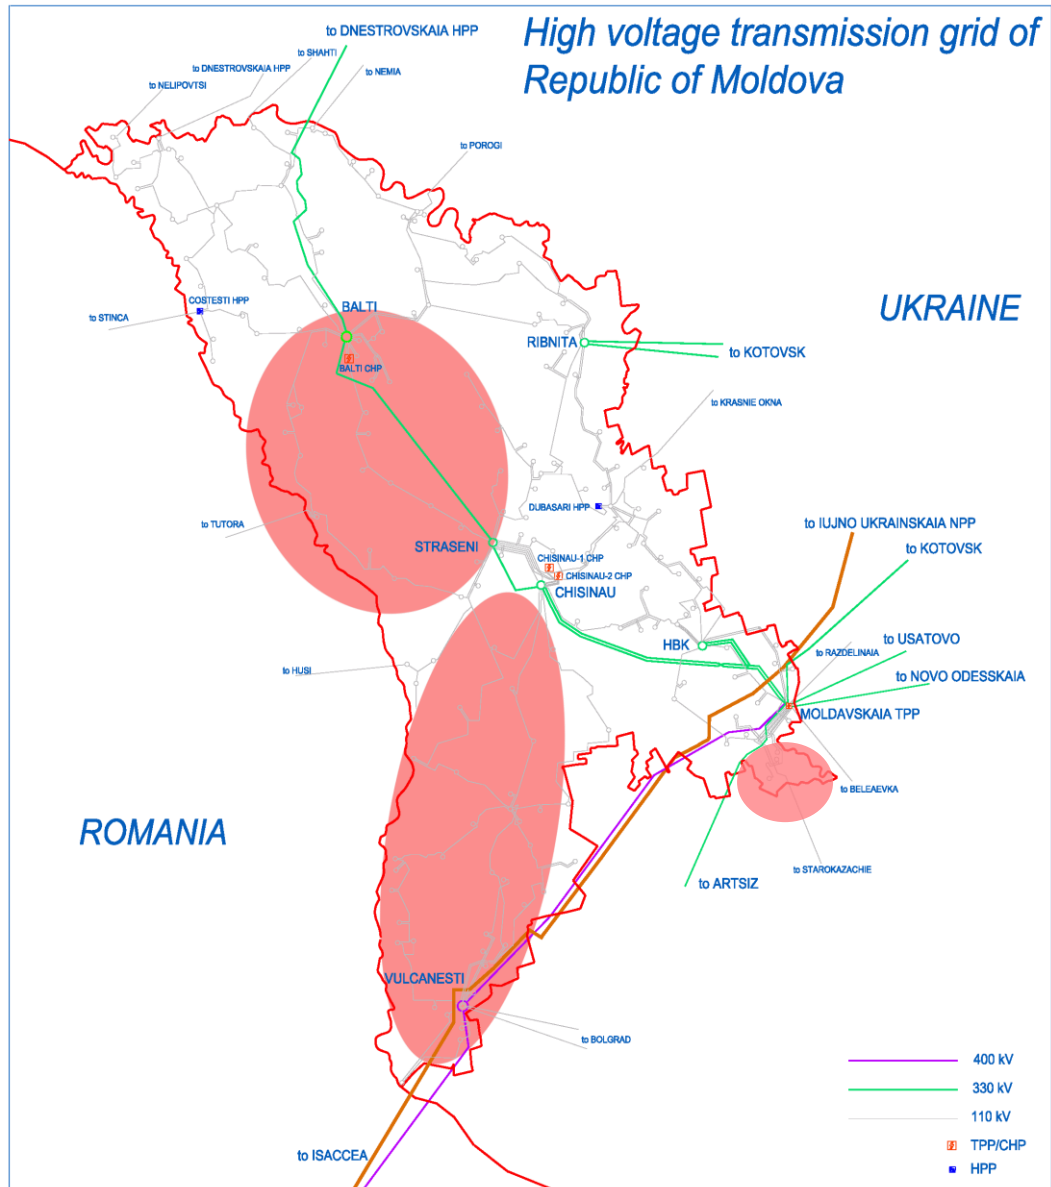 High voltage transmission grid of
Republic of Moldova
to DNESTROVSKAIA HPP
to SHAHTI
to DNESTROVSKAIA HPP
to NEMIA
to NELIPOVTSI
to POROGI
UKRAINE
COSTESTI HPP
BALTI
to STINCA
RIBNITA
to KOTOVSK
BALTI CHP
to KRASNIE OKNA
DUBASARI HPP
to TUTORA
to IUJNO UKRAINSKAIA NPP
STRASENI
CHISINAU-1 CHP
to KOTOVSK
CHISINAU-2 CHP
CHISINAU
HBK
to USATOVO
to RAZDELINAIA
to HUSI
to NOVO ODESSKAIA
MOLDAVSKAIA TPP
to BELEAEVKA
ROMANIA
to STAROKAZACHIE
to ARTSIZ
VULCANESTI
to BOLGRAD
400 kV
330 kV
110 kV
to ISACCEA
TPP/CHP
HPP